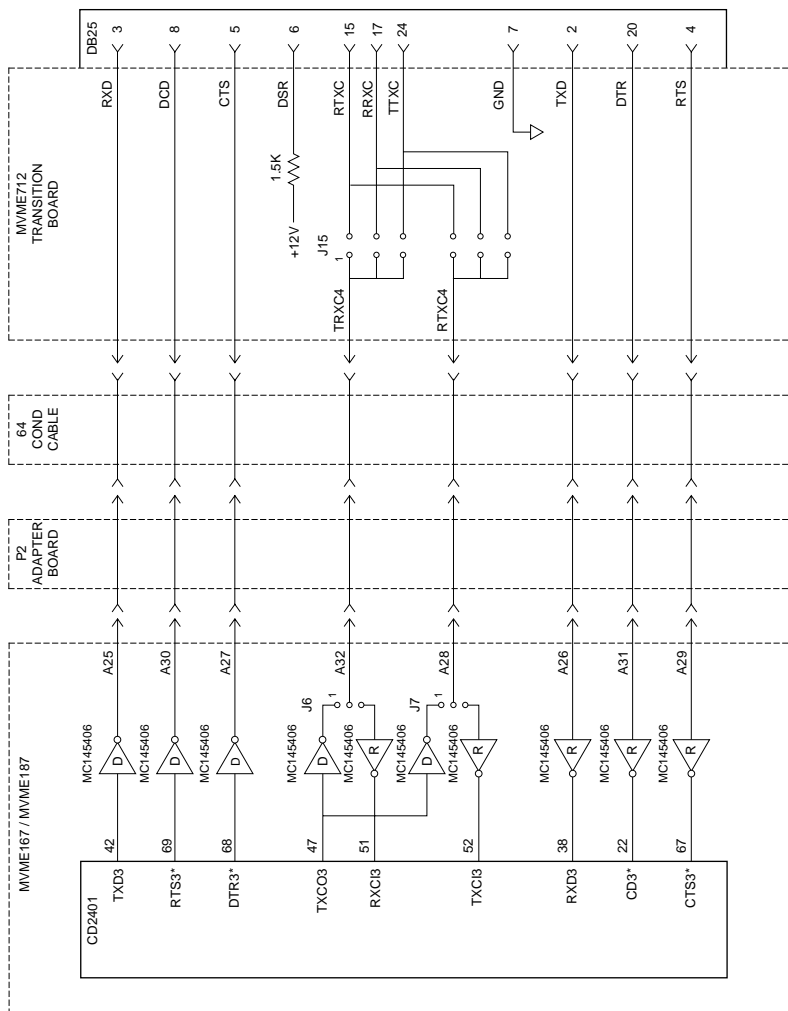 MVME167 / MVME187
P2
ADAPTER
BOARD
64
COND
CABLE
MVME712
TRANSITION
BOARD
DB25
CD2401
TXD3
42
MC145406
D
A25
RXD
3
RTS3*
69
MC145406
D
A30
DCD
8
DTR3*
68
MC145406
D
A27
CTS
5
+12V
1.5K
DSR
6
TXCO3
47
MC145406
D
J6
1
A32
TRXC4
J15
1
RTXC
15
RXCI3
51
MC145406
R
RRXC
17
TTXC
24
MC145406
D
J7
1
A28
RTXC4
TXCI3
52
MC145406
R
GND
7
RXD3
38
MC145406
R
A26
TXD
2
CD3*
22
MC145406
R
A31
DTR
20
CTS3*
67
MC145406
R
A29
RTS
4